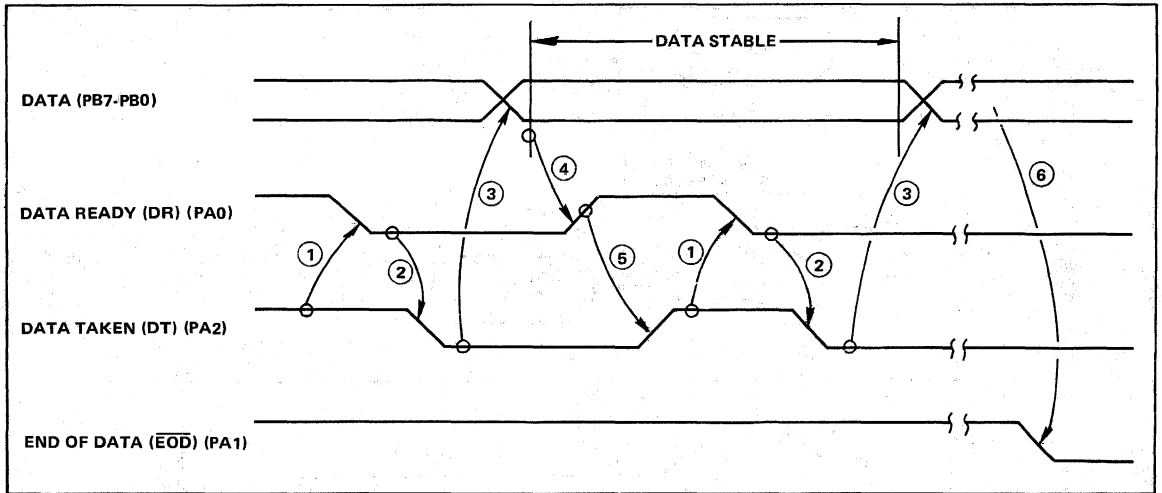 DATA STABLE
DATA (PB7-PB0)
4
3
3
6
DATA READY (DR) (PA0)
1
2
5
1
2
DATA TAKEN (DT) (PA2)
END OF DATA (E̅O̅D̅) (PA1)